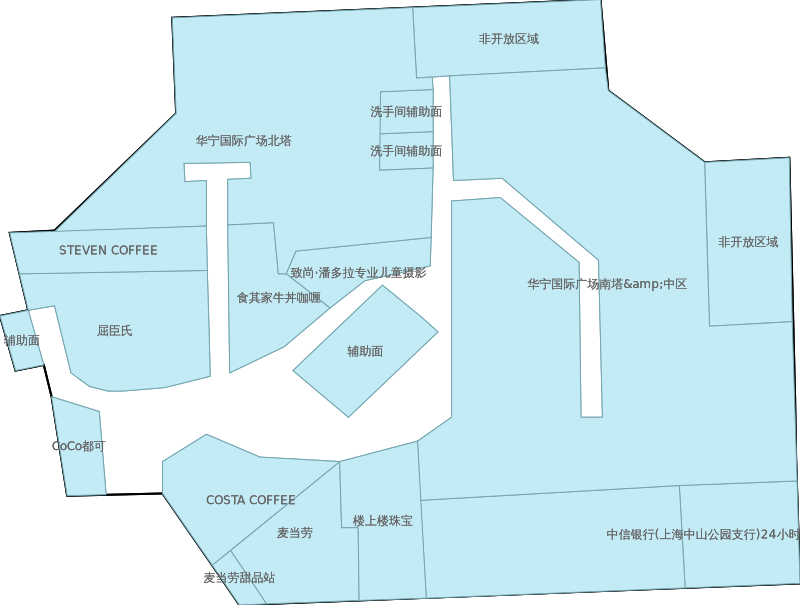 非开放区域
洗手间辅助面
华宁国际广场北塔
洗手间辅助面
STEVEN COFFEE
非开放区域
致尚·潘多拉专业儿童摄影
华宁国际广场南塔&amp;中区
食其家牛丼咖喱
屈臣氏
辅助面
辅助面
CoCo都可
COSTA COFFEE
楼上楼珠宝
麦当劳
中信银行(上海中山公园支行)24小时
麦当劳甜品站